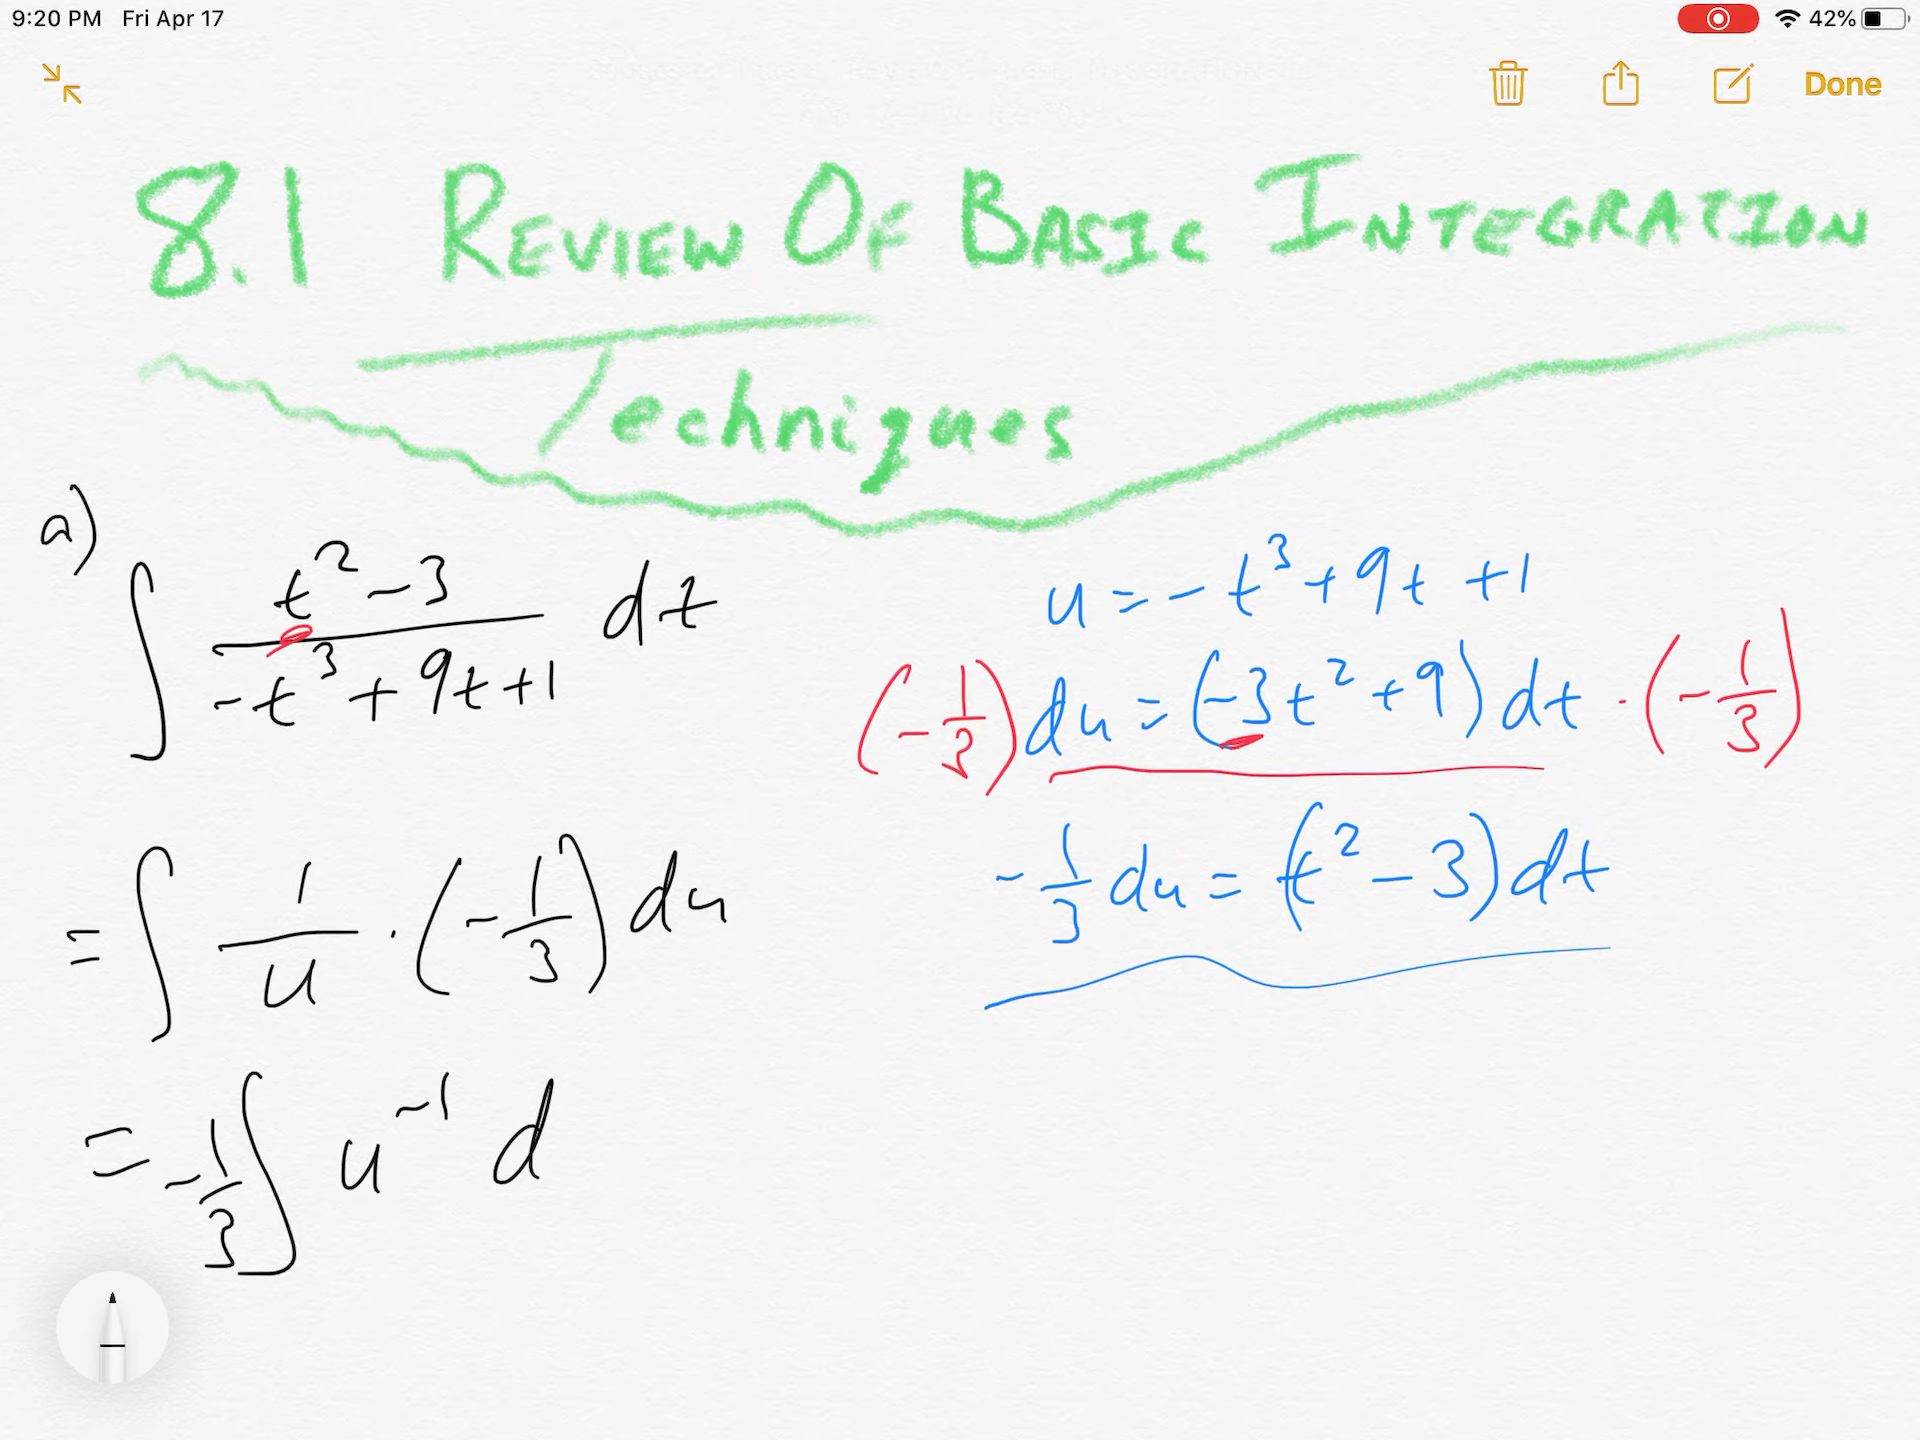 9:20 PM Fri Apr 17 42%
Done
8.1 REVIEW OF BASIC INTEGRATION
Techniques
a)
∫ (t² - 3)/(-t³ + 9t + 1) dt
= ∫ 1/u · (-1/3) du
= -1/3 ∫ u⁻¹ d
u = -t³ + 9t + 1
(-1/3) du = (-3t² + 9) dt · (-1/3)
-1/3 du = (t² - 3) dt